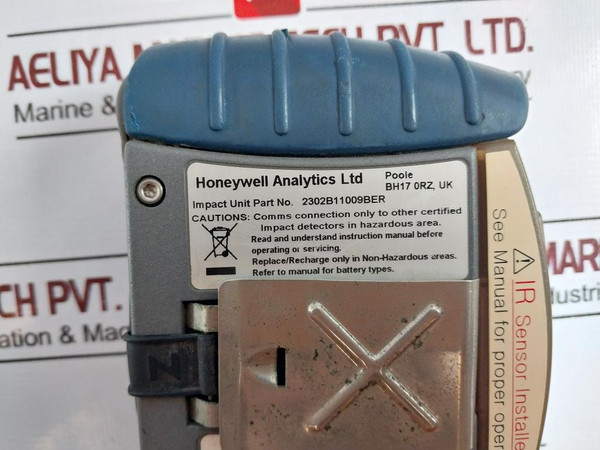 AELIYA MAR
PVT. LTD.
Marine &
Honeywell Analytics Ltd
Poole
BH17 0RZ, UK
Impact Unit Part No. 2302B11009BER
CAUTIONS: Comms connection only to other certified
Impact detectors in hazardous area.
Read and understand instruction manual before
operating or servicing.
Replace/Recharge only in Non-Hazardous areas.
Refer to manual for battery types.
IR Sensor Installe
See Manual for proper oper
CH PVT.
ation & Mac
MAR
dustri
N